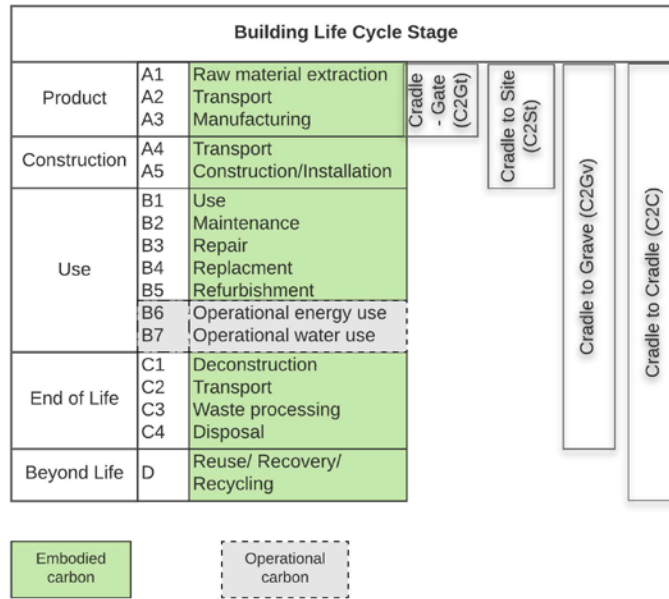 Building Life Cycle Stage
Product
A1 Raw material extraction
A2 Transport
A3 Manufacturing
Construction
A4 Transport
A5 Construction/Installation
Use
B1 Use
B2 Maintenance
B3 Repair
B4 Replacment
B5 Refurbishment
B6 Operational energy use
B7 Operational water use
End of Life
C1 Deconstruction
C2 Transport
C3 Waste processing
C4 Disposal
Beyond Life
D Reuse/ Recovery/
Recycling
Cradle
- Gate
(C2Gt)
Cradle to Site
(C2St)
Cradle to Grave (C2Gv)
Cradle to Cradle (C2C)
Embodied
carbon
Operational
carbon